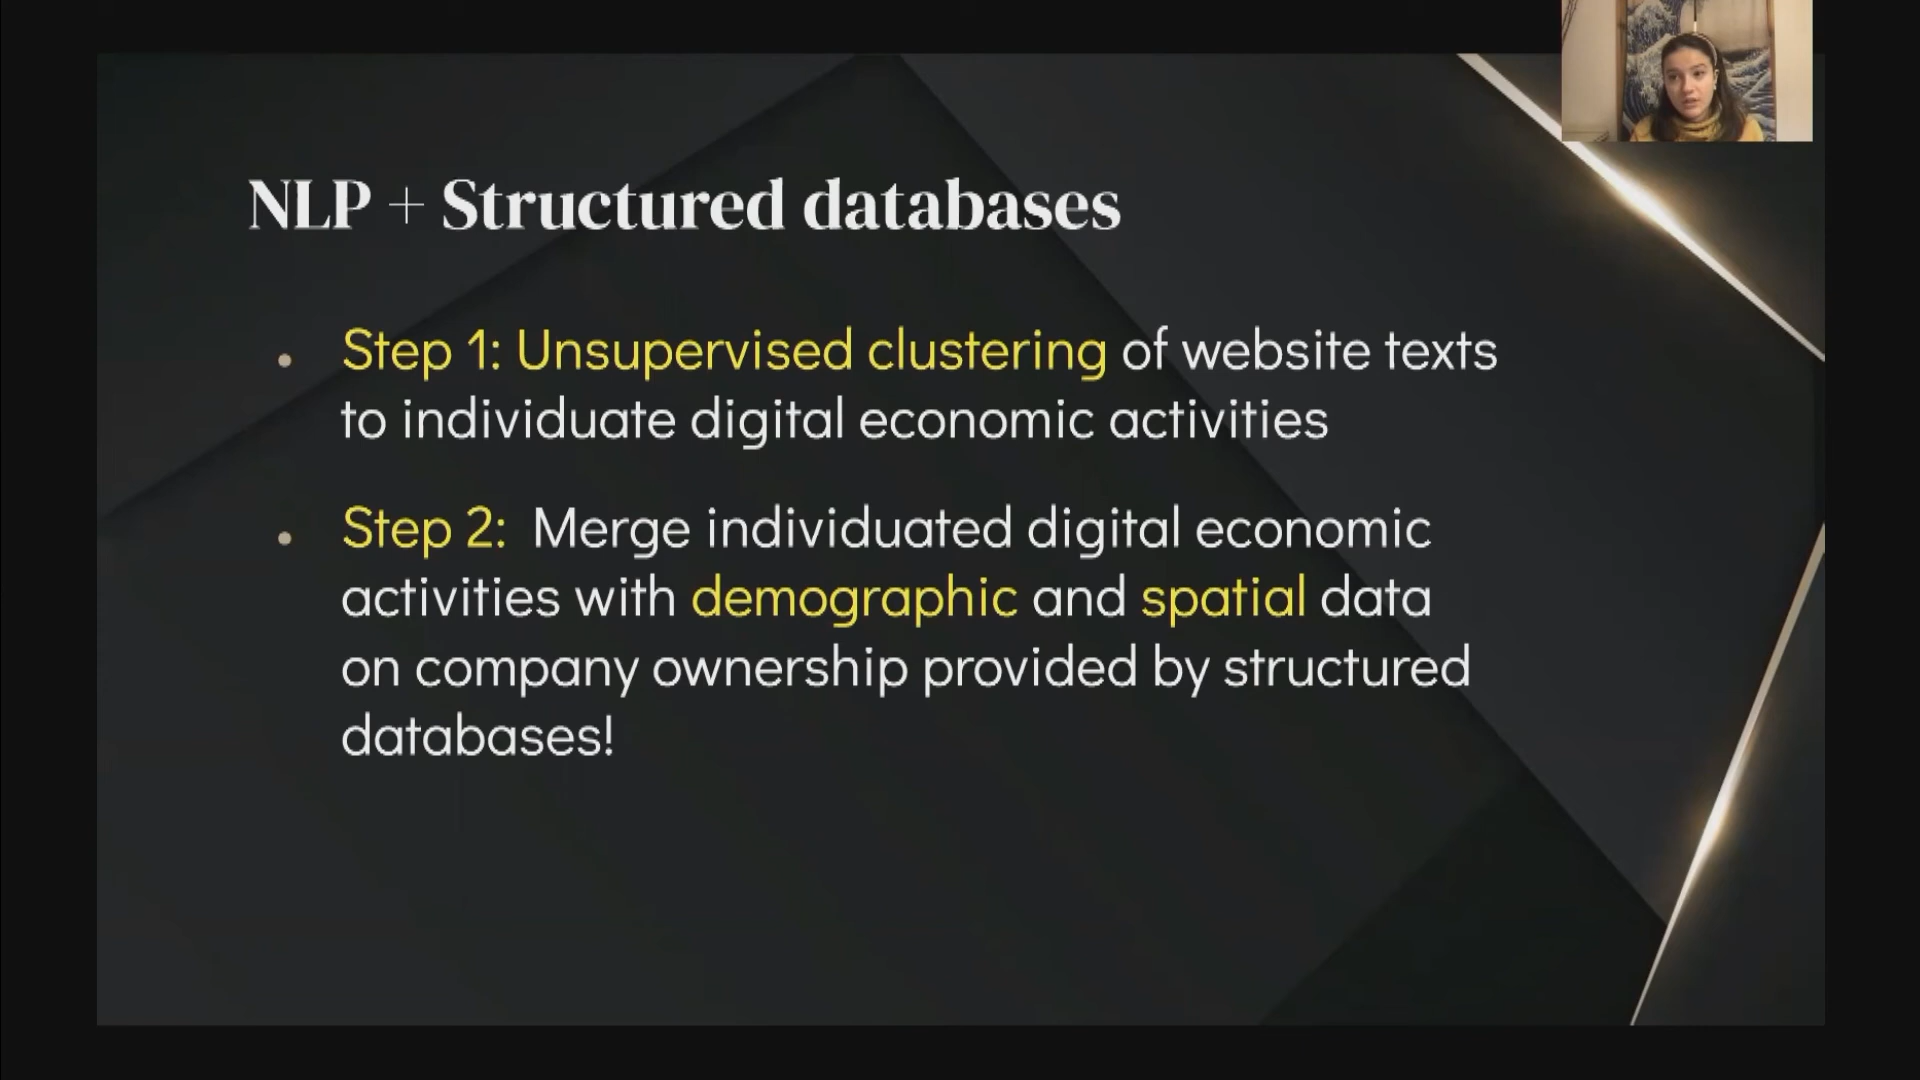 NLP + Structured databases
• Step 1: Unsupervised clustering of website texts
to individuate digital economic activities
• Step 2: Merge individuated digital economic
activities with demographic and spatial data
on company ownership provided by structured
databases!